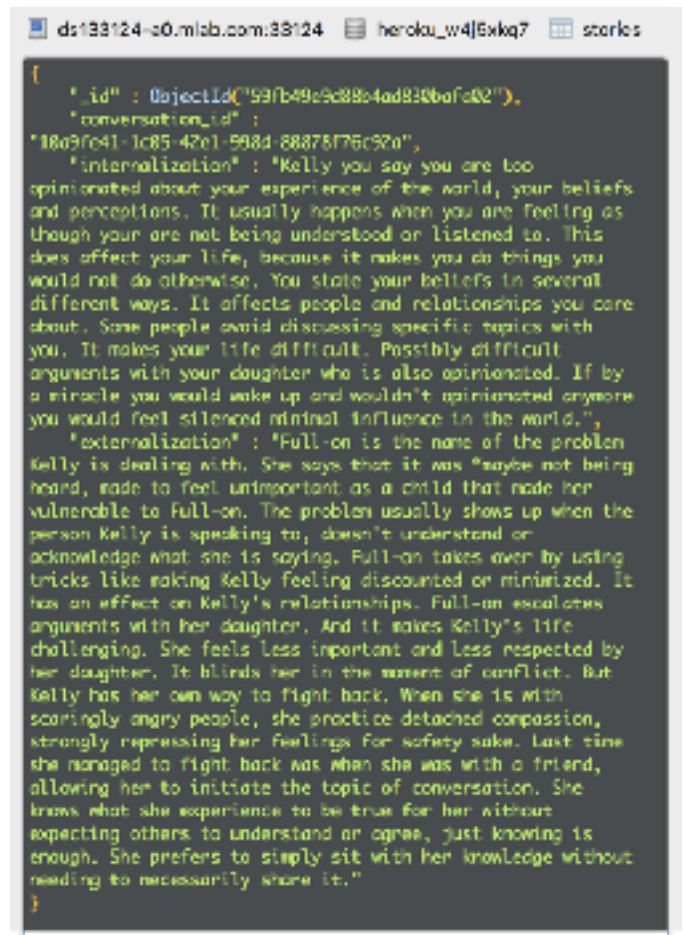 ds133124-a0.mlab.com:33124 heroku_w4j5xkq7 stories
{
"_id" : ObjectId("59fb49e9d88b4ad830bafa02"),
"conversation_id" :
"10a9fe41-1c05-42e1-998d-80878f76c92a",
"internalization" : "Kelly you say you are too
opinionated about your experience of the world, your beliefs
and perceptions. It usually happens when you are feeling as
though your are not being understood or listened to. This
does affect your life, because it makes you do things you
would not do otherwise. You state your beliefs in several
different ways. It affects people and relationships you care
about. Some people avoid discussing specific topics with
you. It makes your life difficult. Possibly difficult
arguments with your daughter who is also opinionated. If by
a miracle you would wake up and wouldn't opinionated anymore
you would feel silenced minimal influence in the world.",
"externalization" : "Full-on is the name of the problem
Kelly is dealing with. She says that it was "maybe not being
heard, made to feel unimportant as a child that made her
vulnerable to Full-on. The problem usually shows up when the
person Kelly is speaking to, doesn't understand or
acknowledge what she is saying. Full-on takes over by using
tricks like making Kelly feeling discounted or minimized. It
has an effect on Kelly's relationships. Full-on escalates
arguments with her daughter. And it makes Kelly's life
challenging. She feels less important and less respected by
her daughter. It blinds her in the moment of conflict. But
Kelly has her own way to fight back. When she is with
scaringly angry people, she practice detached compassion,
strongly repressing her feelings for safety sake. Last time
she managed to fight back was when she was with a friend,
allowing her to initiate the topic of conversation. She
knows what she experience to be true for her without
expecting others to understand or agree, just knowing is
enough. She prefers to simply sit with her knowledge without
needing to necessarily share it."
}